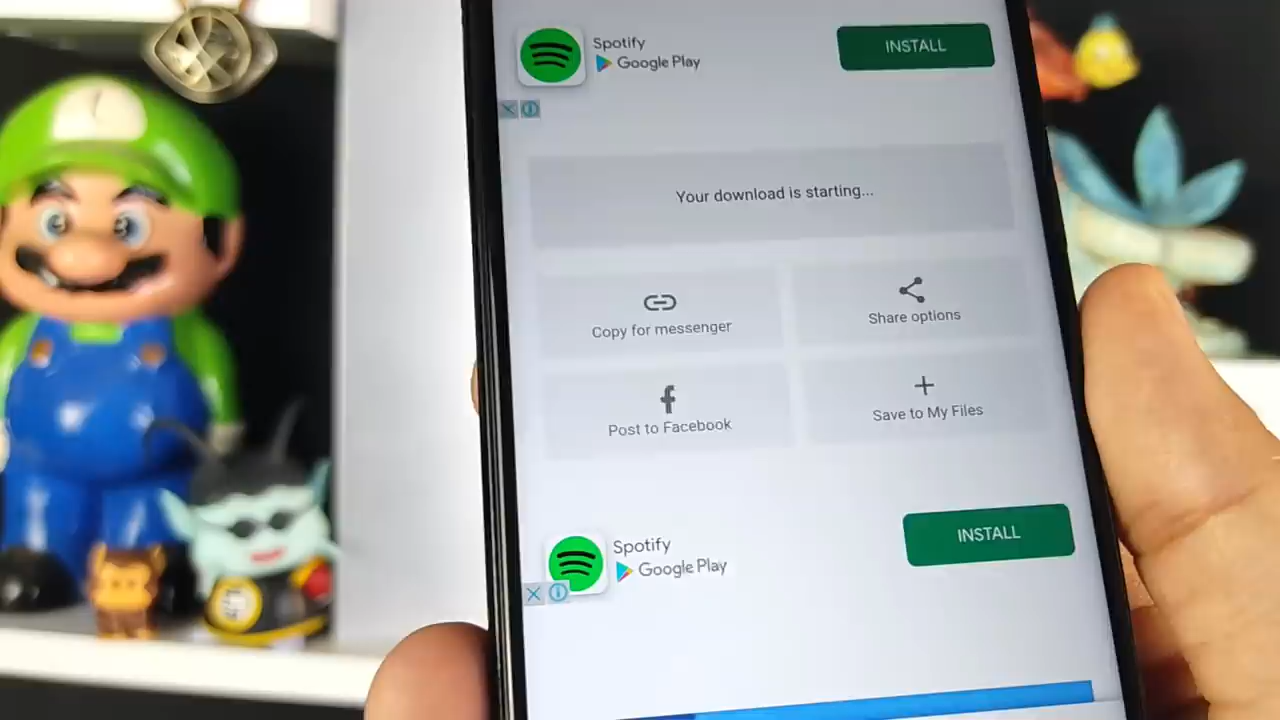 Spotify
Google Play
INSTALL
Your download is starting...
Copy for messenger
Share options
Post to Facebook
Save to My Files
Spotify
Google Play
INSTALL